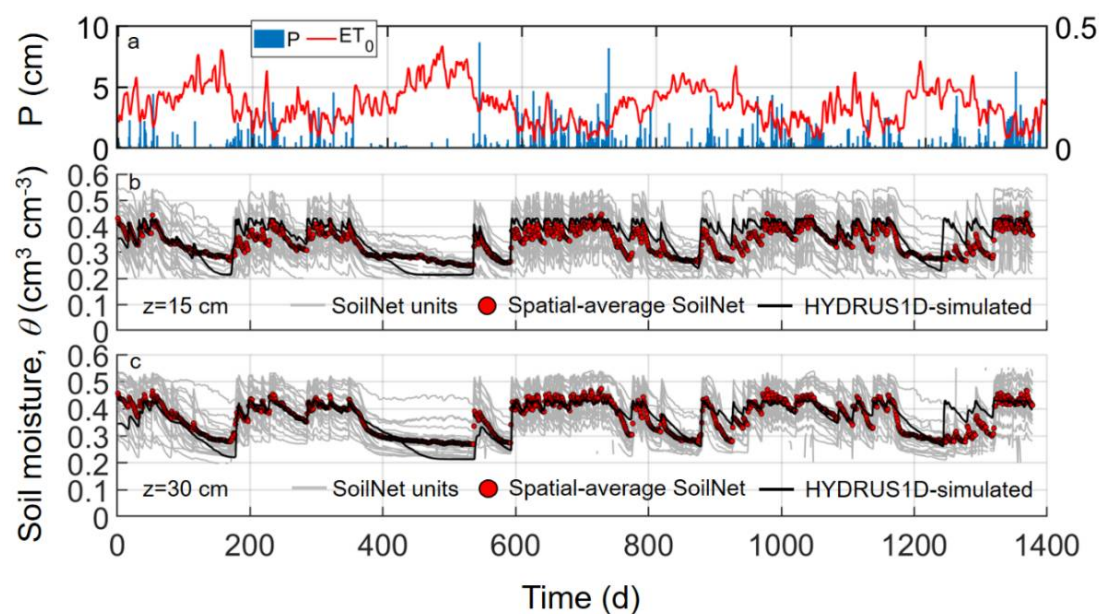 10
5
0
P (cm)
a
P
ET0
0.5
0
Soil moisture, θ (cm3 cm-3)
0.6
0.5
0.4
0.3
0.2
0.1
0
b
z=15 cm
SoilNet units
Spatial-average SoilNet
HYDRUS1D-simulated
0.6
0.5
0.4
0.3
0.2
0.1
0
c
z=30 cm
SoilNet units
Spatial-average SoilNet
HYDRUS1D-simulated
0 200 400 600 800 1000 1200 1400
Time (d)